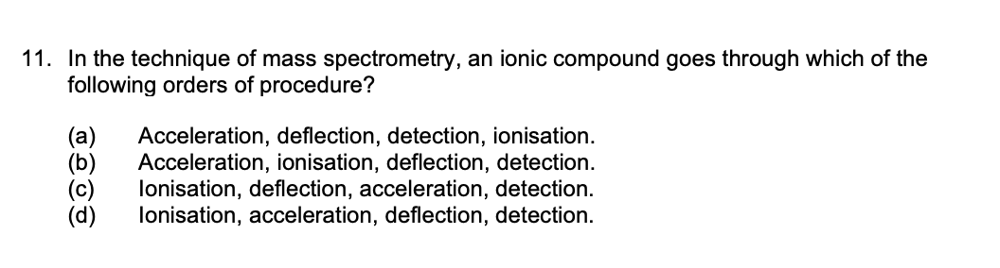 11. In the technique of mass spectrometry, an ionic compound goes through which of the
following orders of procedure?
(a) Acceleration, deflection, detection, ionisation.
(b) Acceleration, ionisation, deflection, detection.
(c) Ionisation, deflection, acceleration, detection.
(d) Ionisation, acceleration, deflection, detection.